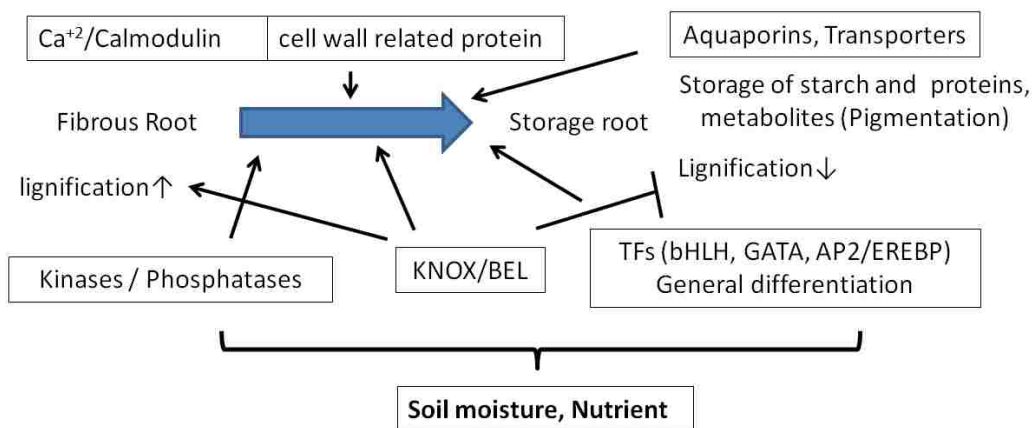 Ca⁺²/Calmodulin
cell wall related protein
Aquaporins, Transporters
Storage of starch and proteins,
metabolites (Pigmentation)
Fibrous Root
Storage root
lignification↑
Lignification↓
Kinases / Phosphatases
KNOX/BEL
TFs (bHLH, GATA, AP2/EREBP)
General differentiation
Soil moisture, Nutrient